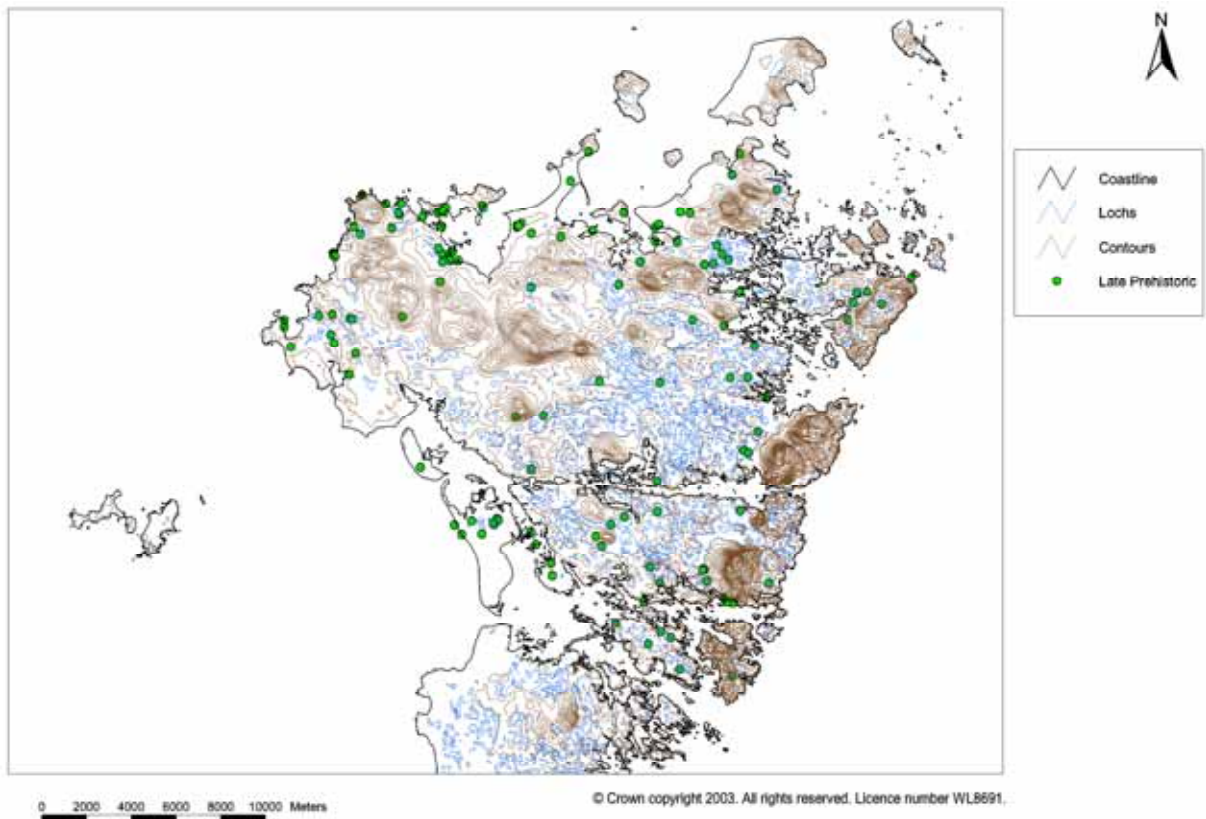 N
Coastline
Lochs
Contours
Late Prehistoric
0 2000 4000 6000 8000 10000 Meters
© Crown copyright 2003. All rights reserved. Licence number WL8691.